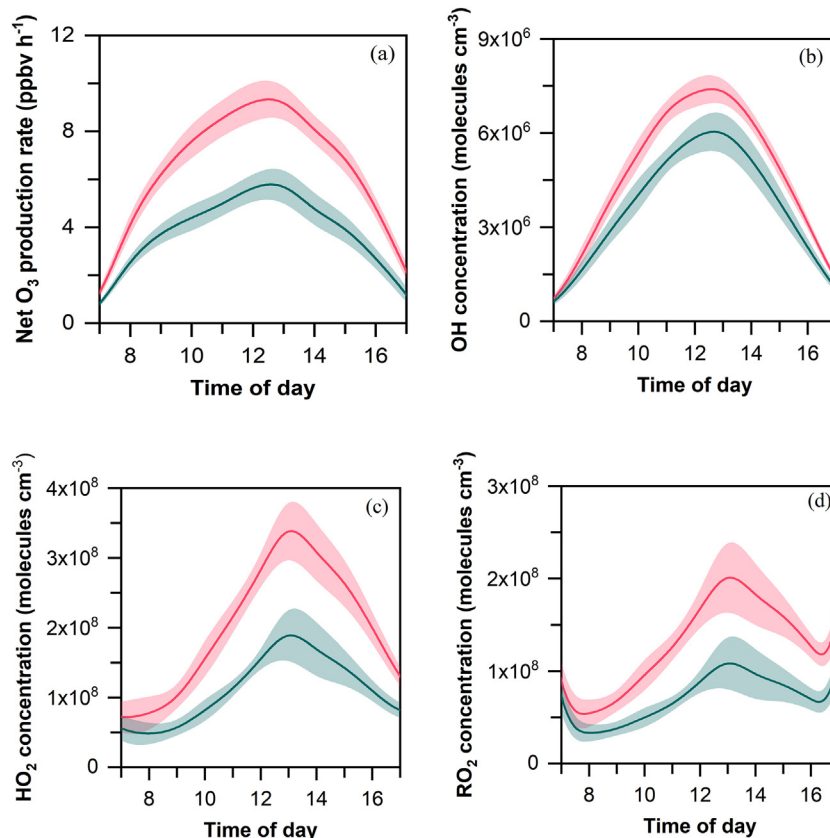 (a)
Net O₃ production rate (ppbv h⁻¹)
12
8
4
0
8 10 12 14 16
Time of day
(b)
OH concentration (molecules cm⁻³)
9x10⁶
6x10⁶
3x10⁶
0
8 10 12 14 16
Time of day
(c)
HO₂ concentration (molecules cm⁻³)
4x10⁸
3x10⁸
2x10⁸
1x10⁸
0
8 10 12 14 16
Time of day
(d)
RO₂ concentration (molecules cm⁻³)
3x10⁸
2x10⁸
1x10⁸
0
8 10 12 14 16
Time of day